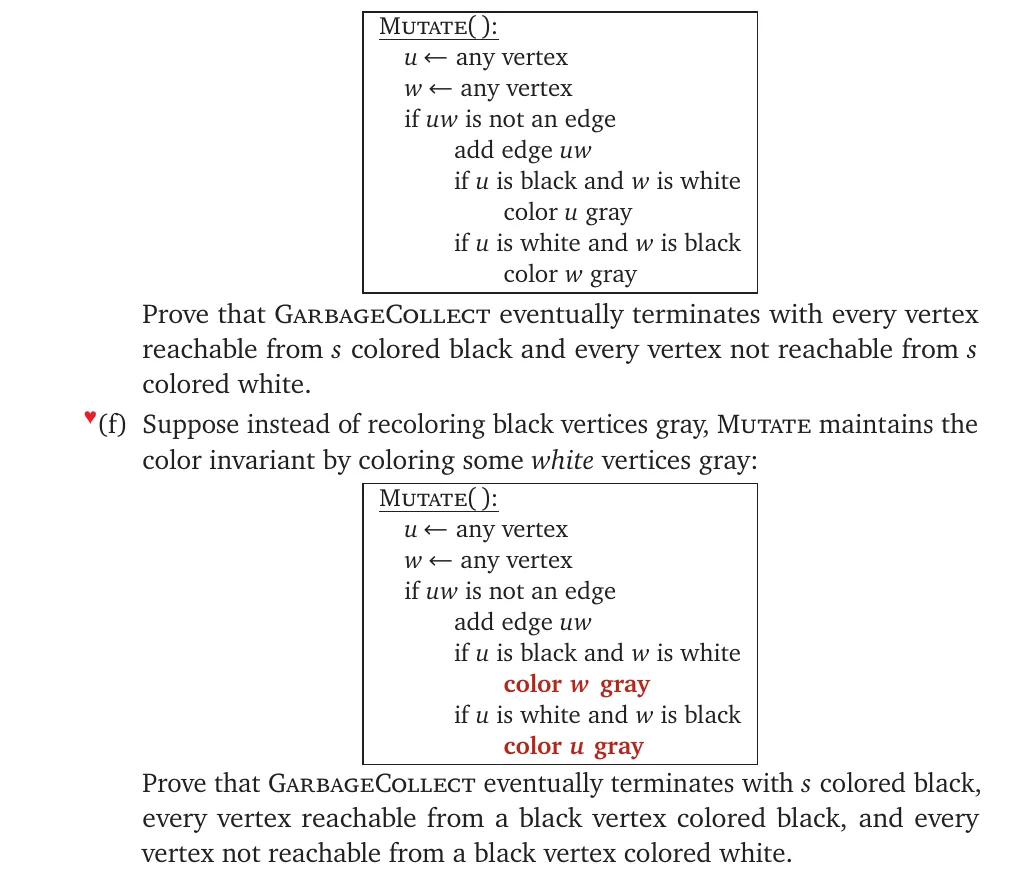 MUTATE( ):
u ← any vertex
w ← any vertex
if uw is not an edge
add edge uw
if u is black and w is white
color u gray
if u is white and w is black
color w gray
Prove that GARBAGECOLLECT eventually terminates with every vertex
reachable from s colored black and every vertex not reachable from s
colored white.
♥(f) Suppose instead of recoloring black vertices gray, MUTATE maintains the
color invariant by coloring some white vertices gray:
MUTATE( ):
u ← any vertex
w ← any vertex
if uw is not an edge
add edge uw
if u is black and w is white
color w gray
if u is white and w is black
color u gray
Prove that GARBAGECOLLECT eventually terminates with s colored black,
every vertex reachable from a black vertex colored black, and every
vertex not reachable from a black vertex colored white.